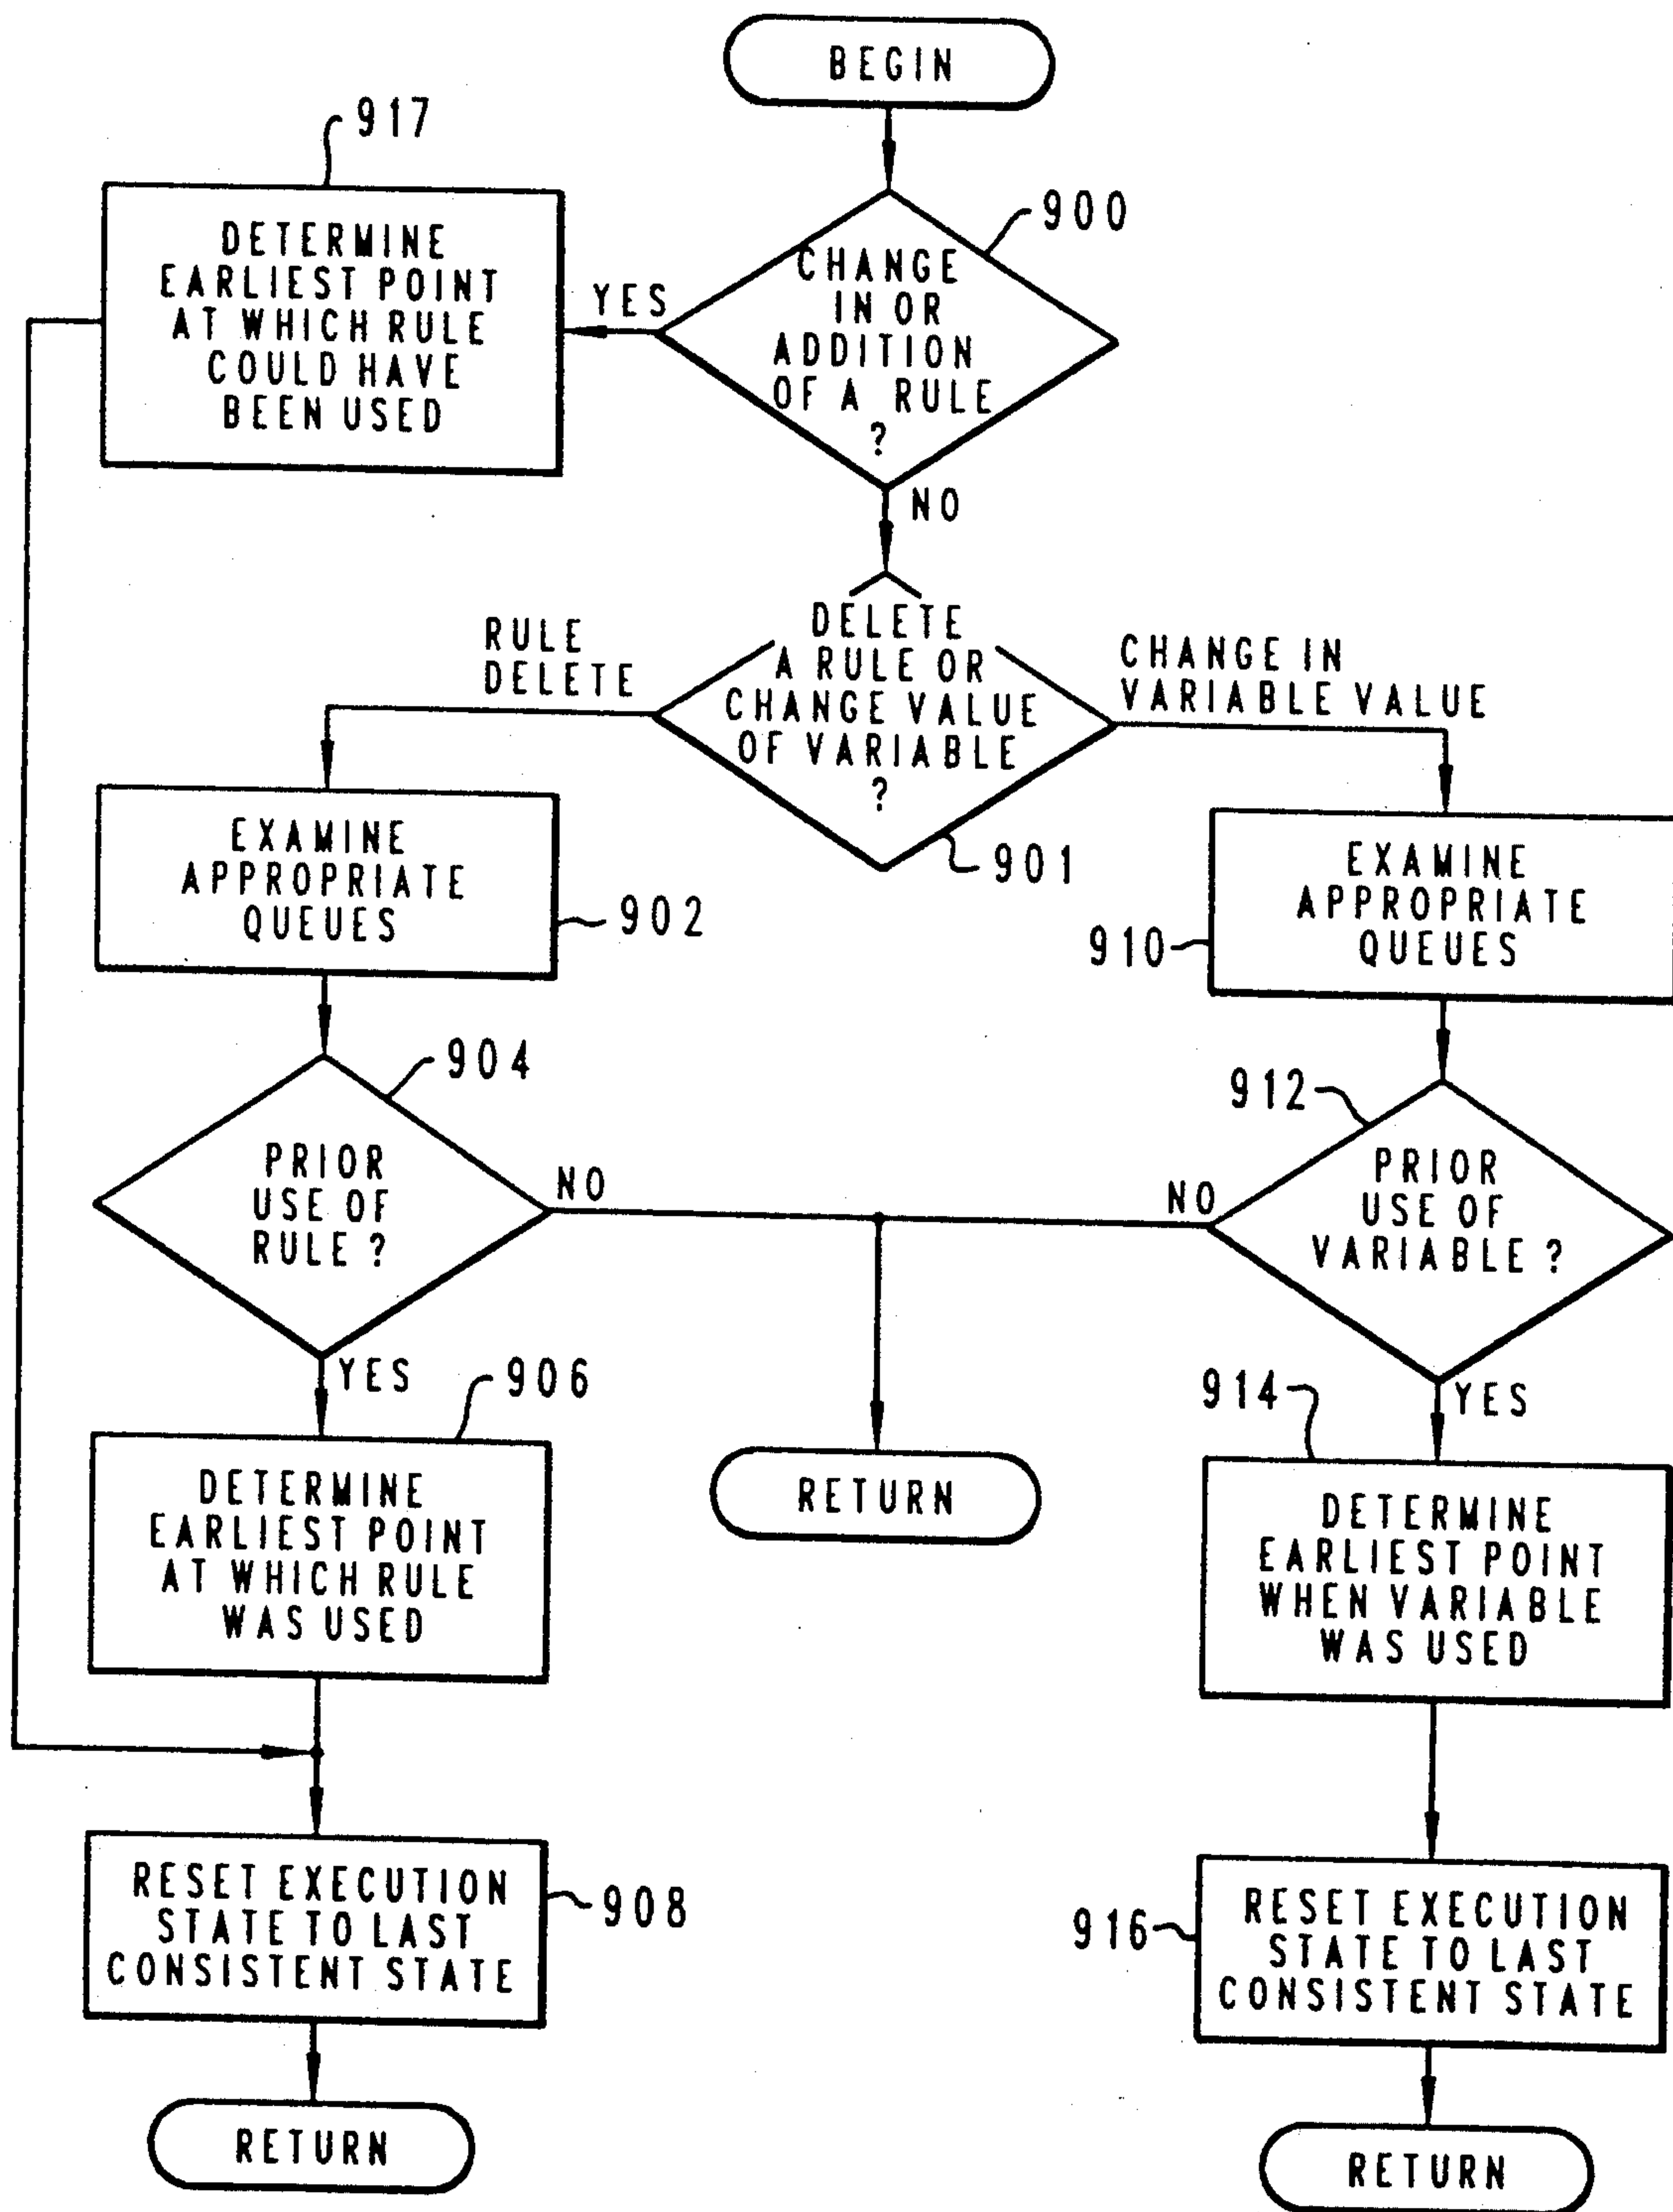 BEGIN
917
900
DETERMINE
EARLIEST POINT
AT WHICH RULE
COULD HAVE
BEEN USED
YES
CHANGE
IN OR
ADDITION
OF A RULE
?
NO
RULE
DELETE
DELETE
A RULE OR
CHANGE VALUE
OF VARIABLE
?
CHANGE IN
VARIABLE VALUE
901
EXAMINE
APPROPRIATE
QUEUES
902
910
EXAMINE
APPROPRIATE
QUEUES
904
912
PRIOR
USE OF
RULE ?
NO
NO
PRIOR
USE OF
VARIABLE ?
YES
906
914
YES
DETERMINE
EARLIEST POINT
AT WHICH RULE
WAS USED
RETURN
DETERMINE
EARLIEST POINT
WHEN VARIABLE
WAS USED
RESET EXECUTION
STATE TO LAST
CONSISTENT STATE
908
916
RESET EXECUTION
STATE TO LAST
CONSISTENT STATE
RETURN
RETURN